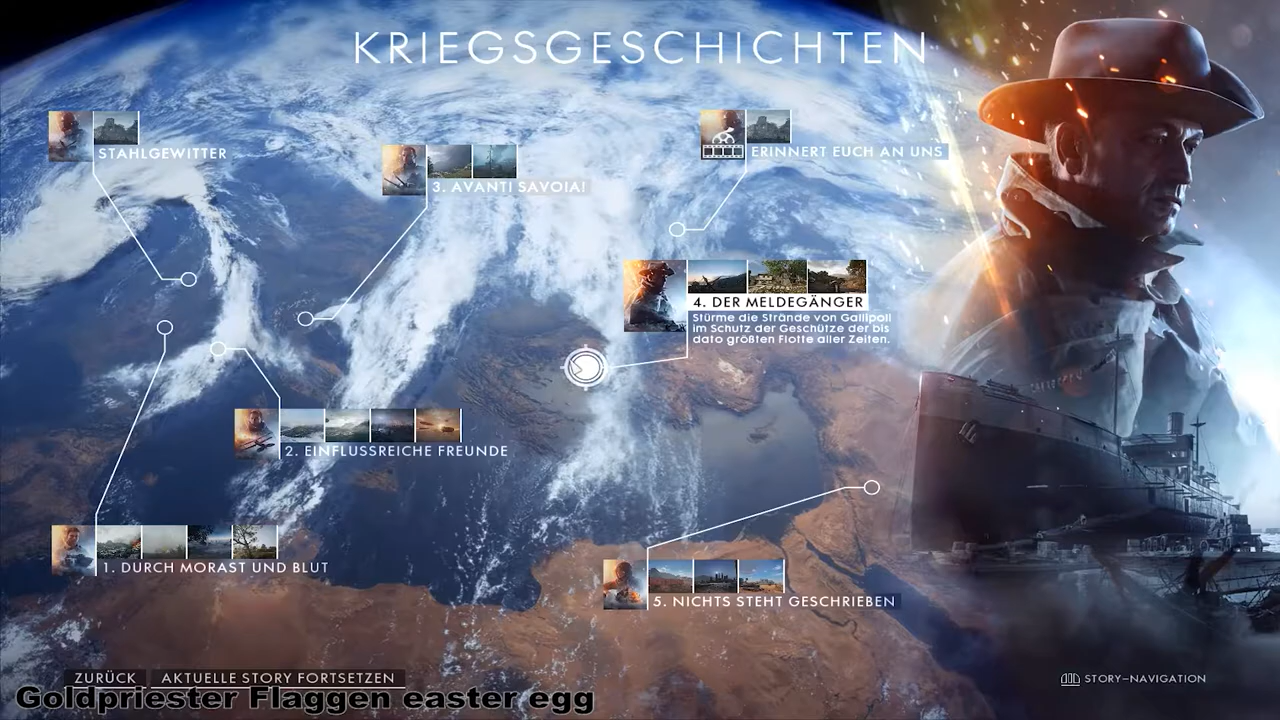 KRIEGSGESCHICHTEN
STAHLGEWITTER
3. AVANTI SAVOIA!
ERINNERT EUCH AN UNS
4. DER MELDEGÄNGER
Stürme die Strände von Gallipoli
im Schutz der Geschütze der bis
dato größten Flotte aller Zeiten.
2. EINFLUSSREICHE FREUNDE
1. DURCH MORAST UND BLUT
5. NICHTS STEHT GESCHRIEBEN
ZURÜCK AKTUELLE STORY FORTSETZEN
STORY-NAVIGATION
Goldpriester Flaggen easter egg